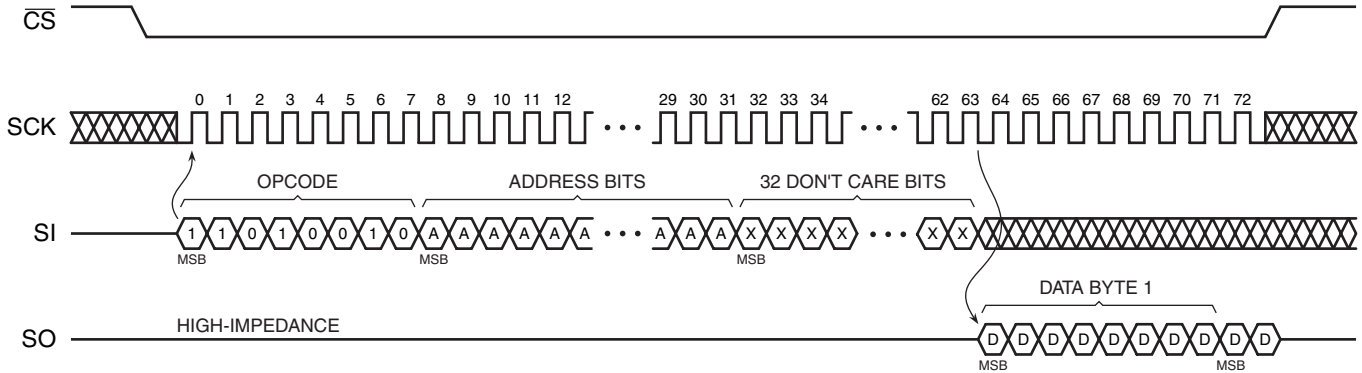 CS
0 1 2 3 4 5 6 7 8 9 10 11 12 29 30 31 32 33 34 62 63 64 65 66 67 68 69 70 71 72
SCK
OPCODE ADDRESS BITS 32 DON'T CARE BITS
SI 1 1 0 1 0 0 1 0 A A A A A A A A A X X X X X X
MSB MSB MSB
DATA BYTE 1
HIGH-IMPEDANCE
SO D D D D D D D D D D
MSB MSB